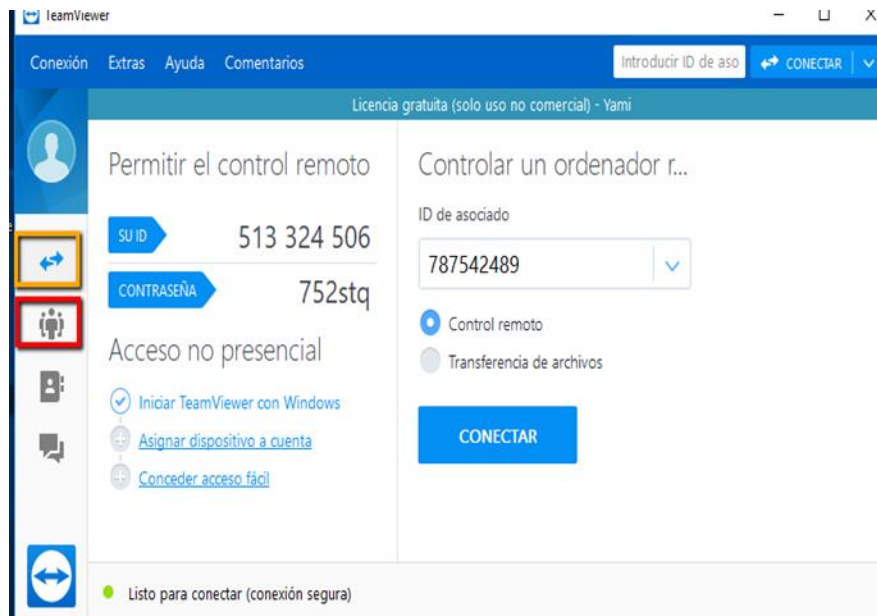 TeamViewer
Conexión Extras Ayuda Comentarios
Introducir ID de aso
CONECTAR
Licencia gratuita (solo uso no comercial) - Yami
Permitir el control remoto
SU ID 513 324 506
CONTRASEÑA 752stq
Acceso no presencial
Iniciar TeamViewer con Windows
Asignar dispositivo a cuenta
Conceder acceso fácil
Controlar un ordenador r...
ID de asociado
787542489
Control remoto
Transferencia de archivos
CONECTAR
Listo para conectar (conexión segura)